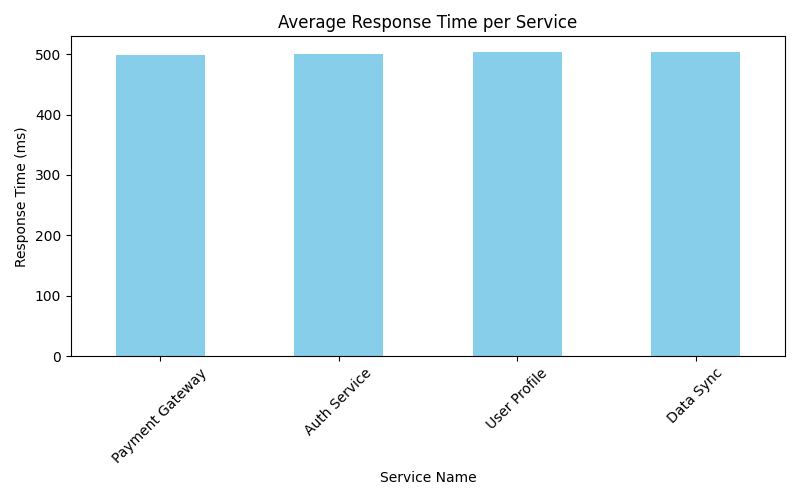 Average Response Time per Service
Response Time (ms)
500
400
300
200
100
0
Payment Gateway
Auth Service
User Profile
Data Sync
Service Name